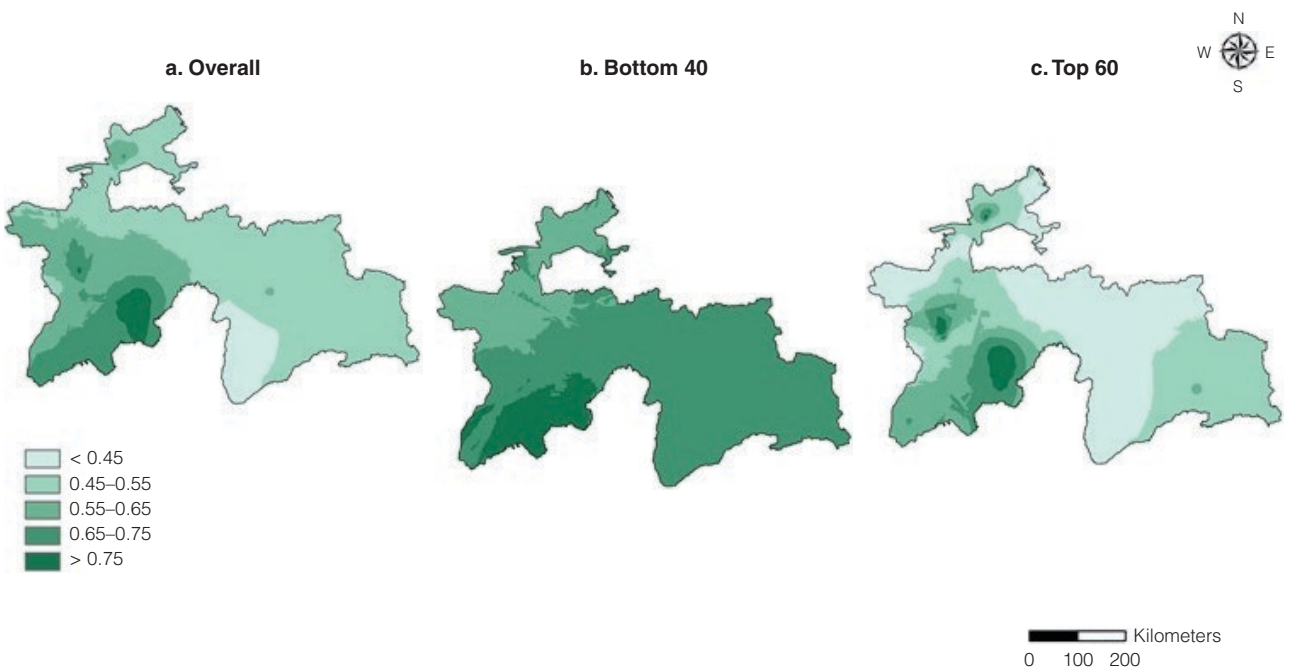 N
W E
S
a. Overall
b. Bottom 40
c. Top 60
< 0.45
0.45–0.55
0.55–0.65
0.65–0.75
> 0.75
Kilometers
0 100 200